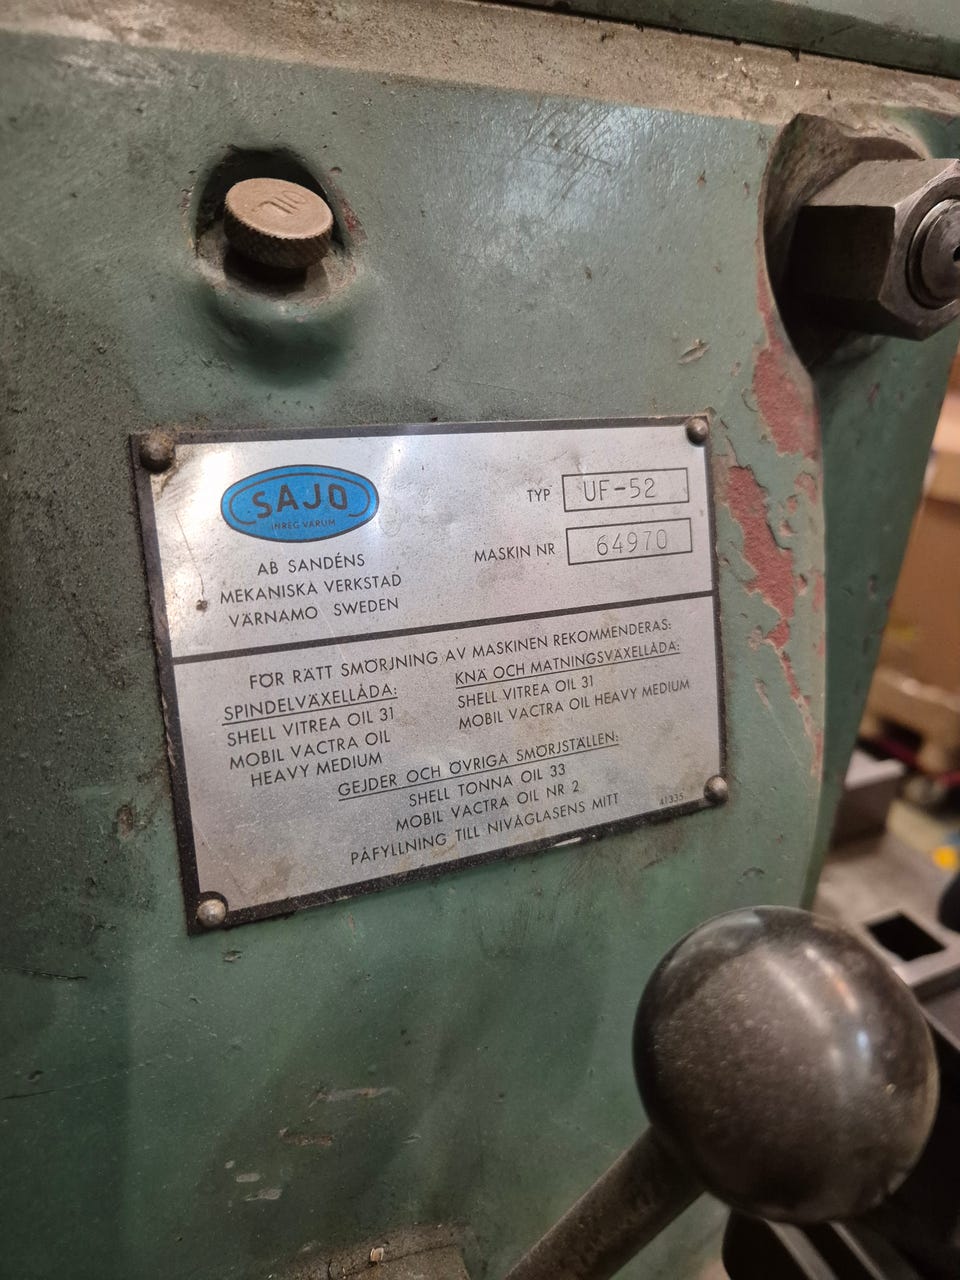 OIL
SAJO
INREG VARUM
AB SANDÉNS
MEKANISKA VERKSTAD
VÄRNAMO SWEDEN
TYP UF-52
MASKIN NR 64970
FÖR RÄTT SMÖRJNING AV MASKINEN REKOMMENDERAS:
SPINDELVÄXELLÅDA:
SHELL VITREA OIL 31
MOBIL VACTRA OIL
HEAVY MEDIUM
KNÄ OCH MATNINGSVÄXELLÅDA:
SHELL VITREA OIL 31
MOBIL VACTRA OIL HEAVY MEDIUM
GEJDER OCH ÖVRIGA SMÖRJSTÄLLEN:
SHELL TONNA OIL 33
MOBIL VACTRA OIL NR 2
PÅFYLLNING TILL NIVÅGLASENS MITT
41335